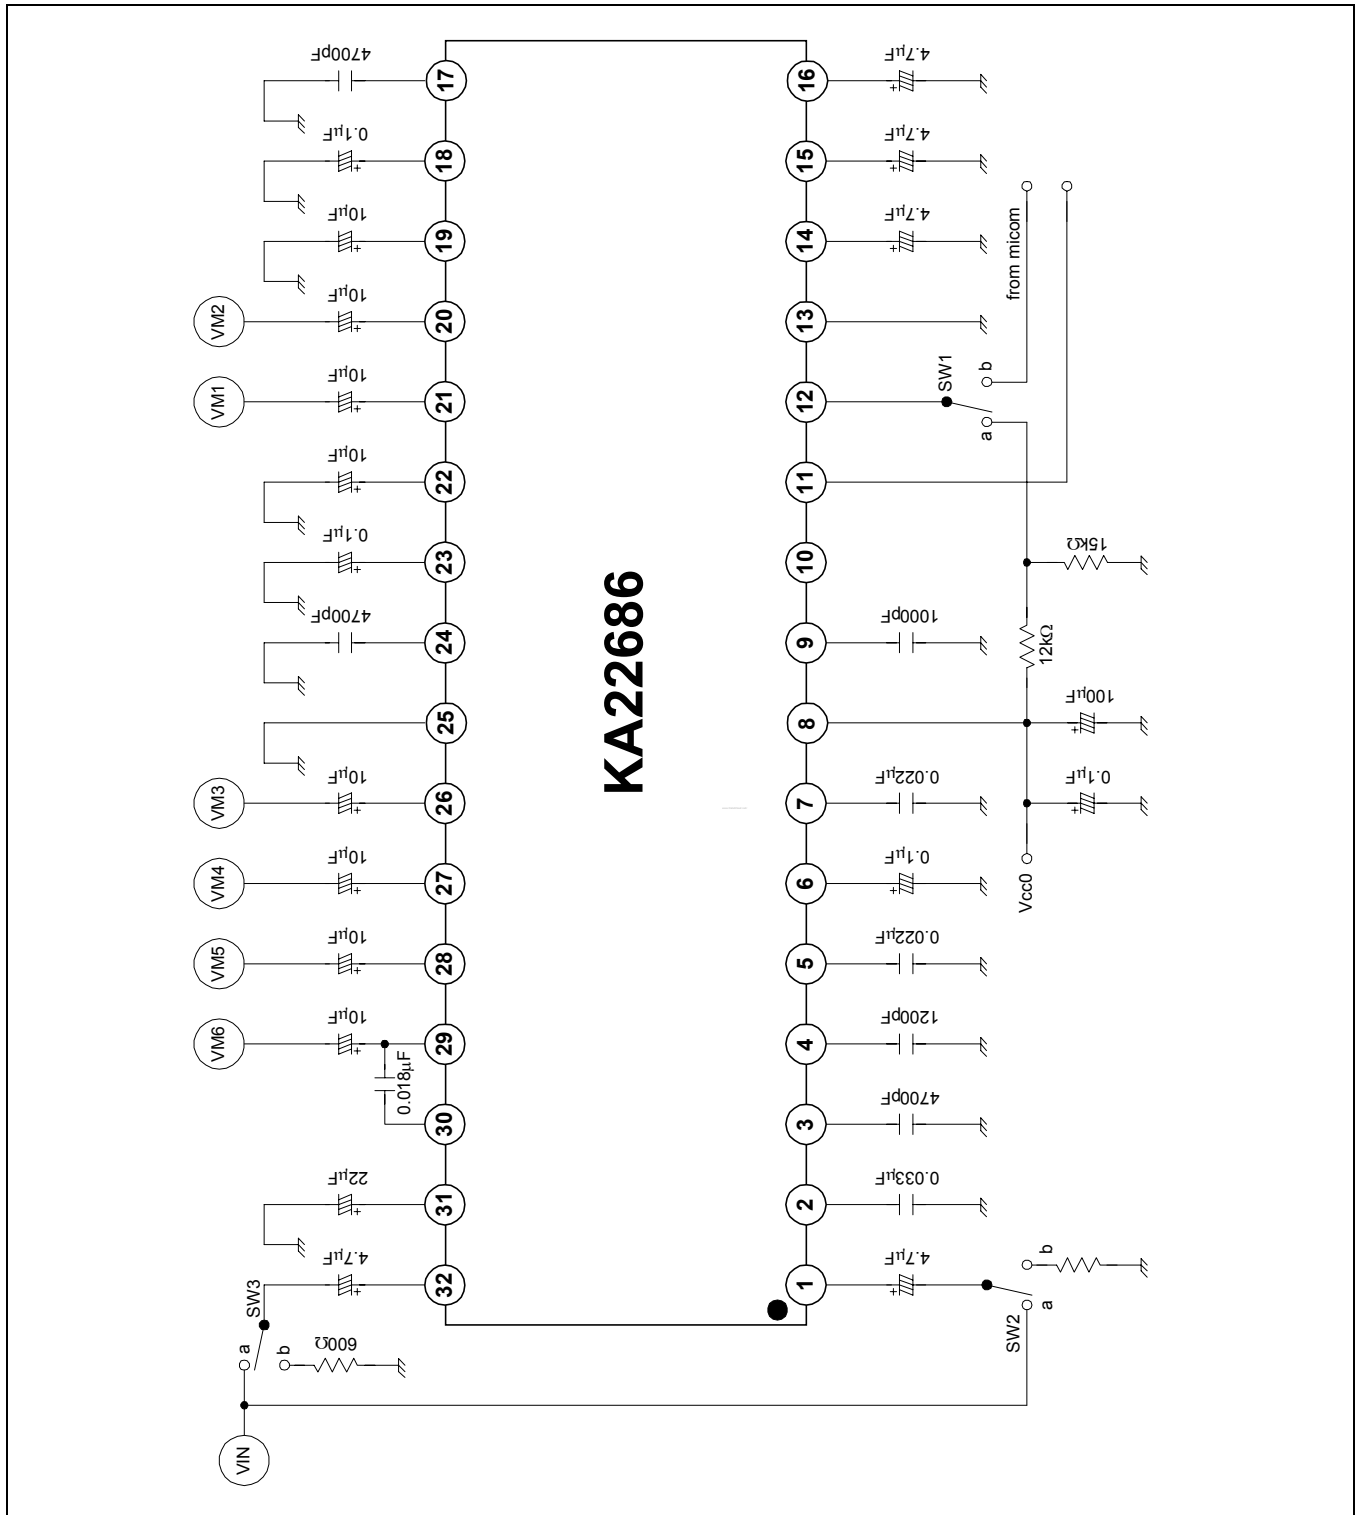 4700pF
17
0.1µF
18
10µF
19
VM2
10µF
20
VM1
10µF
21
10µF
22
0.1µF
23
4700pF
24
25
VM3
10µF
26
VM4
10µF
27
VM5
10µF
28
VM6
10µF
29
0.018µF
30
22µF
31
SW3
4.7µF
32
a
b
600Ω
VIN
KA22686
16
4.7µF
15
4.7µF
14
4.7µF
from micom
13
12
SW1
b
a
11
10
15kΩ
9
1000pF
12kΩ
8
100µF
7
0.022µF
0.1µF
6
0.1µF
Vcc0
5
0.022µF
4
1200pF
3
4700pF
2
0.033µF
1
4.7µF
b
a
SW2